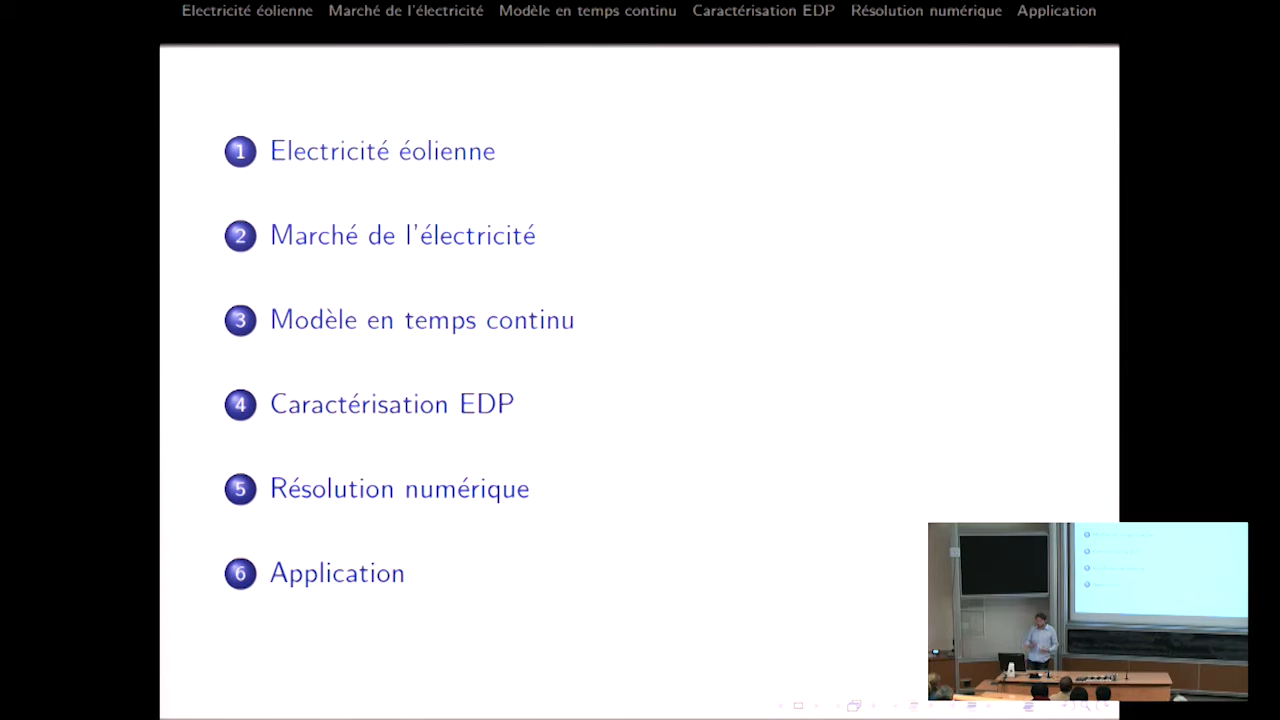 Electricité éolienne Marché de l'électricité Modèle en temps continu Caractérisation EDP Résolution numérique Application
1 Electricité éolienne
2 Marché de l'électricité
3 Modèle en temps continu
4 Caractérisation EDP
5 Résolution numérique
6 Application